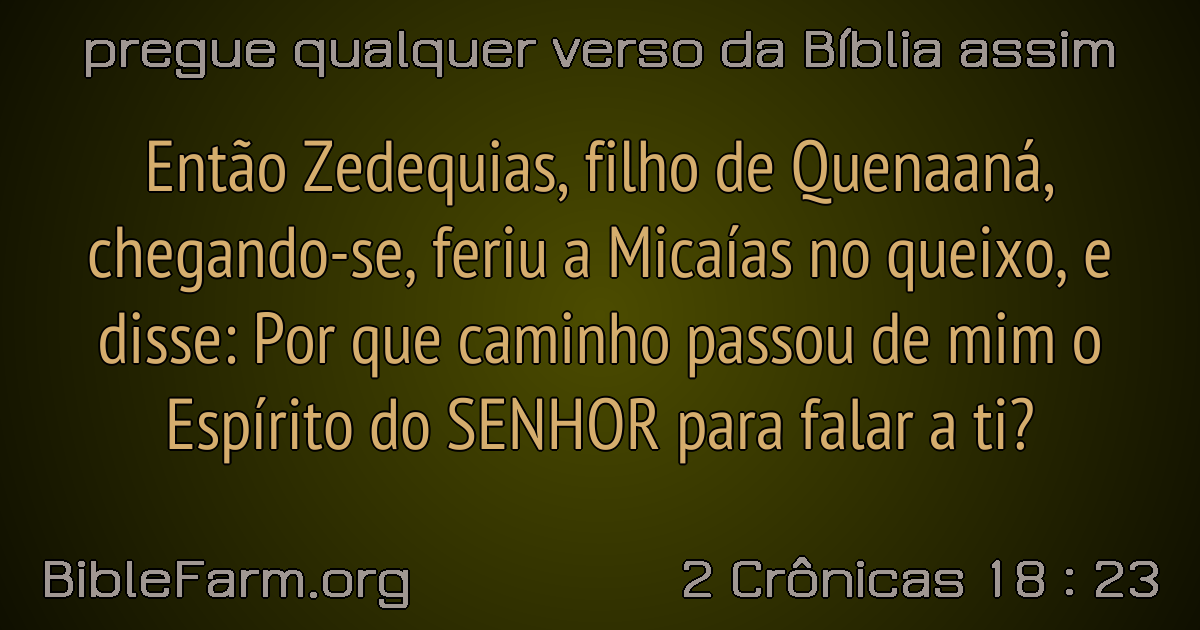 pregue qualquer verso da Bíblia assim
Então Zedequias, filho de Quenaaná,
chegando-se, feriu a Micaías no queixo, e
disse: Por que caminho passou de mim o
Espírito do SENHOR para falar a ti?
BibleFarm.org
2 Crônicas 18 : 23